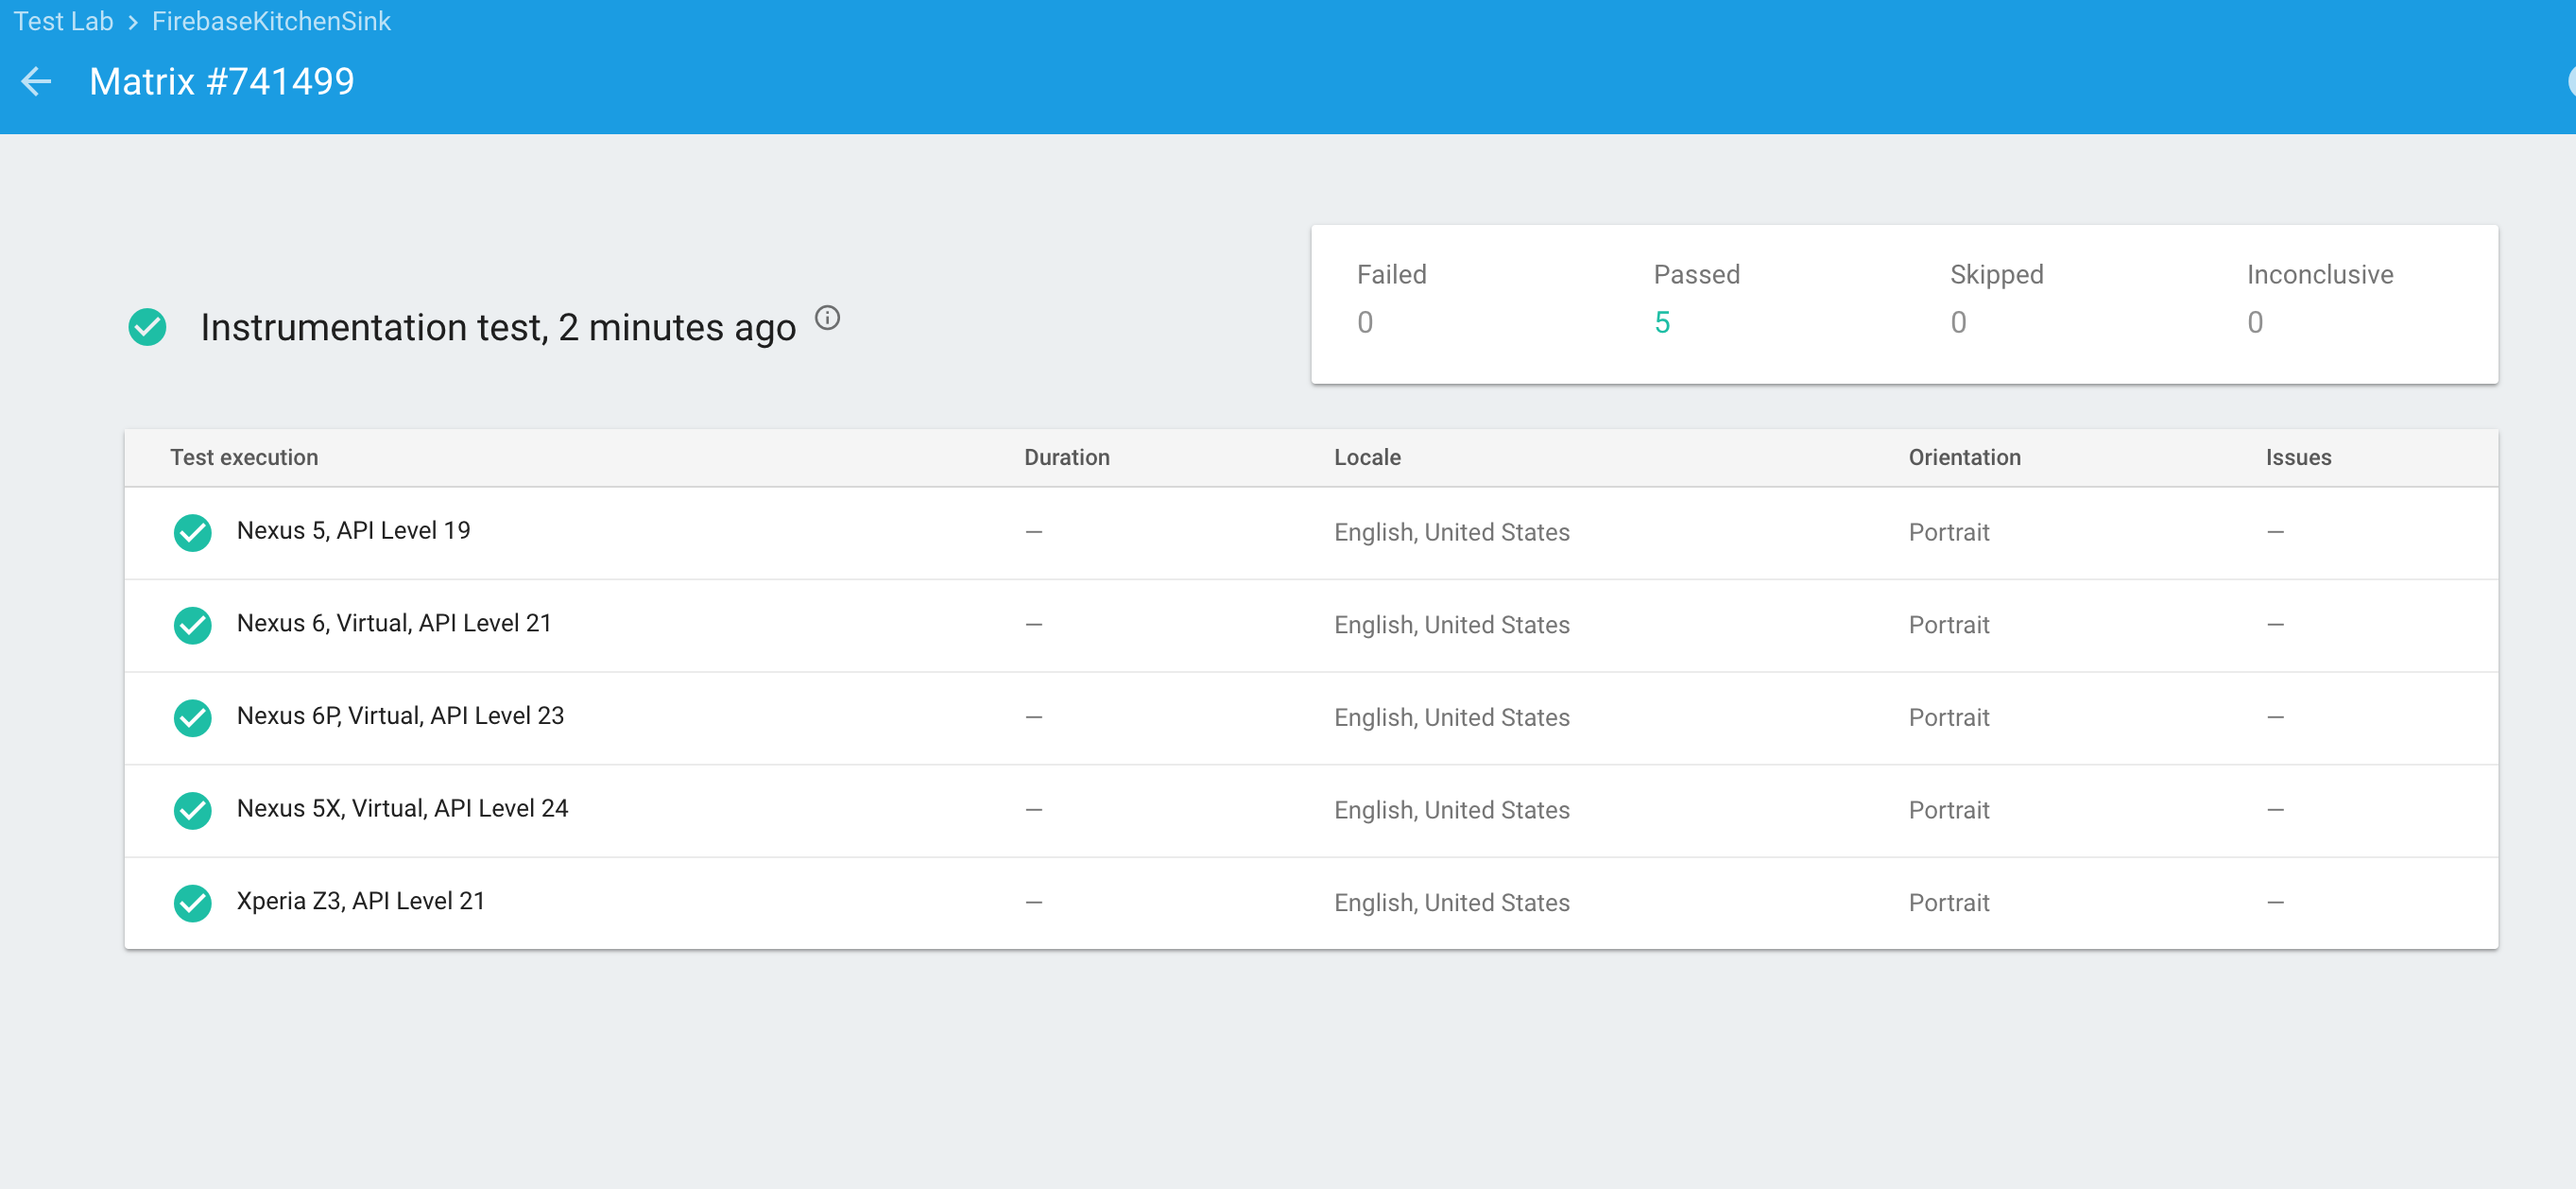 Test Lab > FirebaseKitchenSink
Matrix #741499
Instrumentation test, 2 minutes ago
Failed Passed Skipped Inconclusive
0 5 0 0
Test execution Duration Locale Orientation Issues
Nexus 5, API Level 19 — English, United States Portrait —
Nexus 6, Virtual, API Level 21 — English, United States Portrait —
Nexus 6P, Virtual, API Level 23 — English, United States Portrait —
Nexus 5X, Virtual, API Level 24 — English, United States Portrait —
Xperia Z3, API Level 21 — English, United States Portrait —